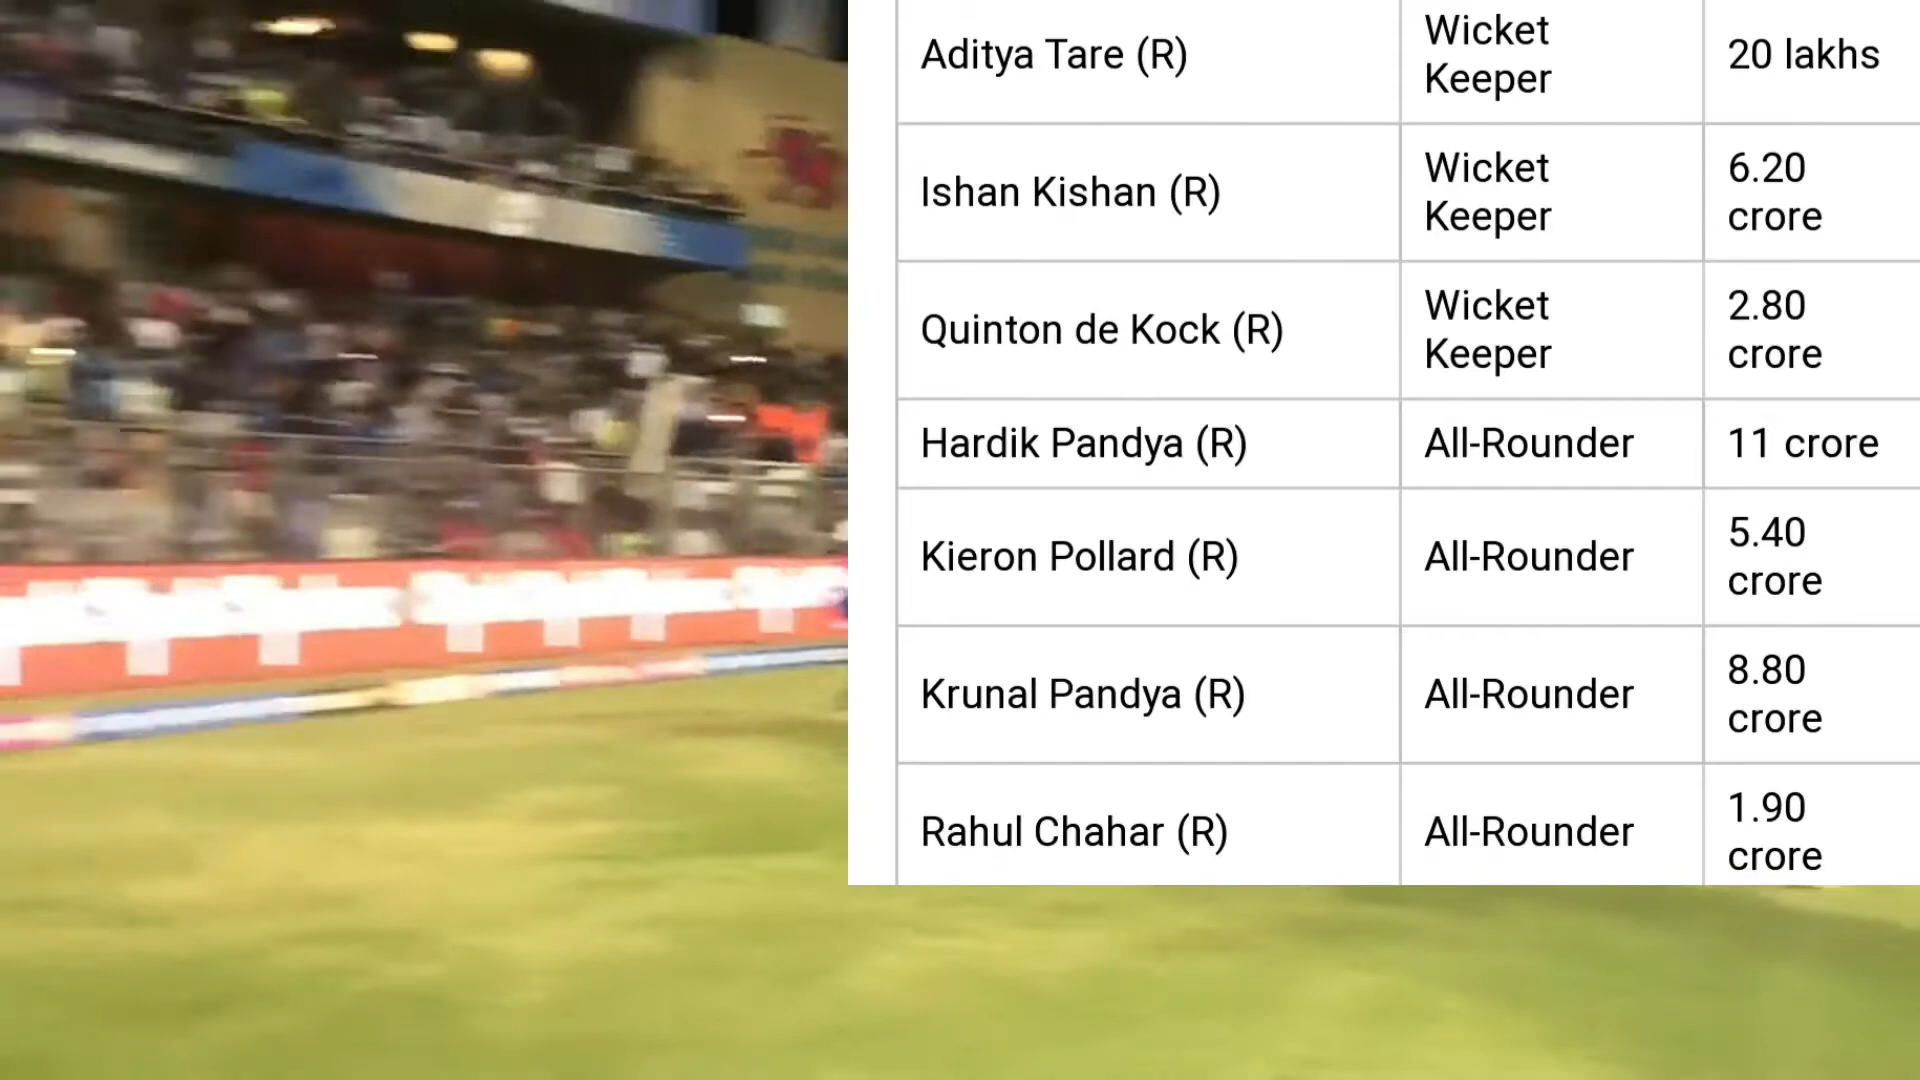 Aditya Tare (R)
Wicket
Keeper
20 lakhs
Ishan Kishan (R)
Wicket
Keeper
6.20
crore
Quinton de Kock (R)
Wicket
Keeper
2.80
crore
Hardik Pandya (R)
All-Rounder
11 crore
Kieron Pollard (R)
All-Rounder
5.40
crore
Krunal Pandya (R)
All-Rounder
8.80
crore
Rahul Chahar (R)
All-Rounder
1.90
crore